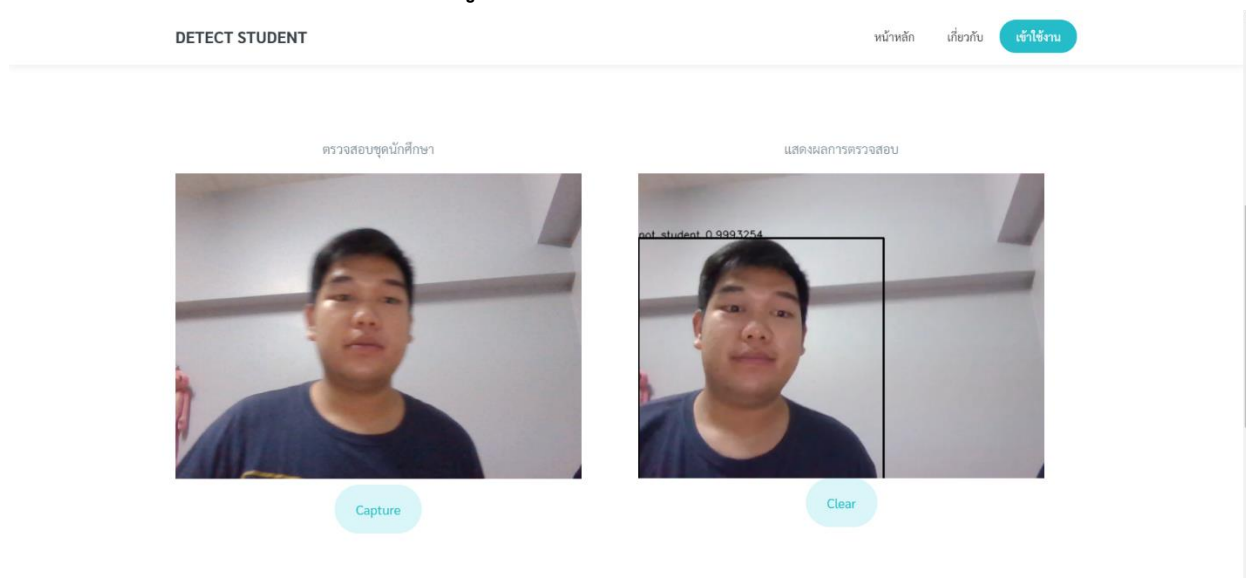 DETECT STUDENT
หน้าหลัก เกี่ยวกับ เข้าใช้งาน
ตรวจสอบชุดนักศึกษา
แสดงผลการตรวจสอบ
not_student 0.9993254
Capture
Clear